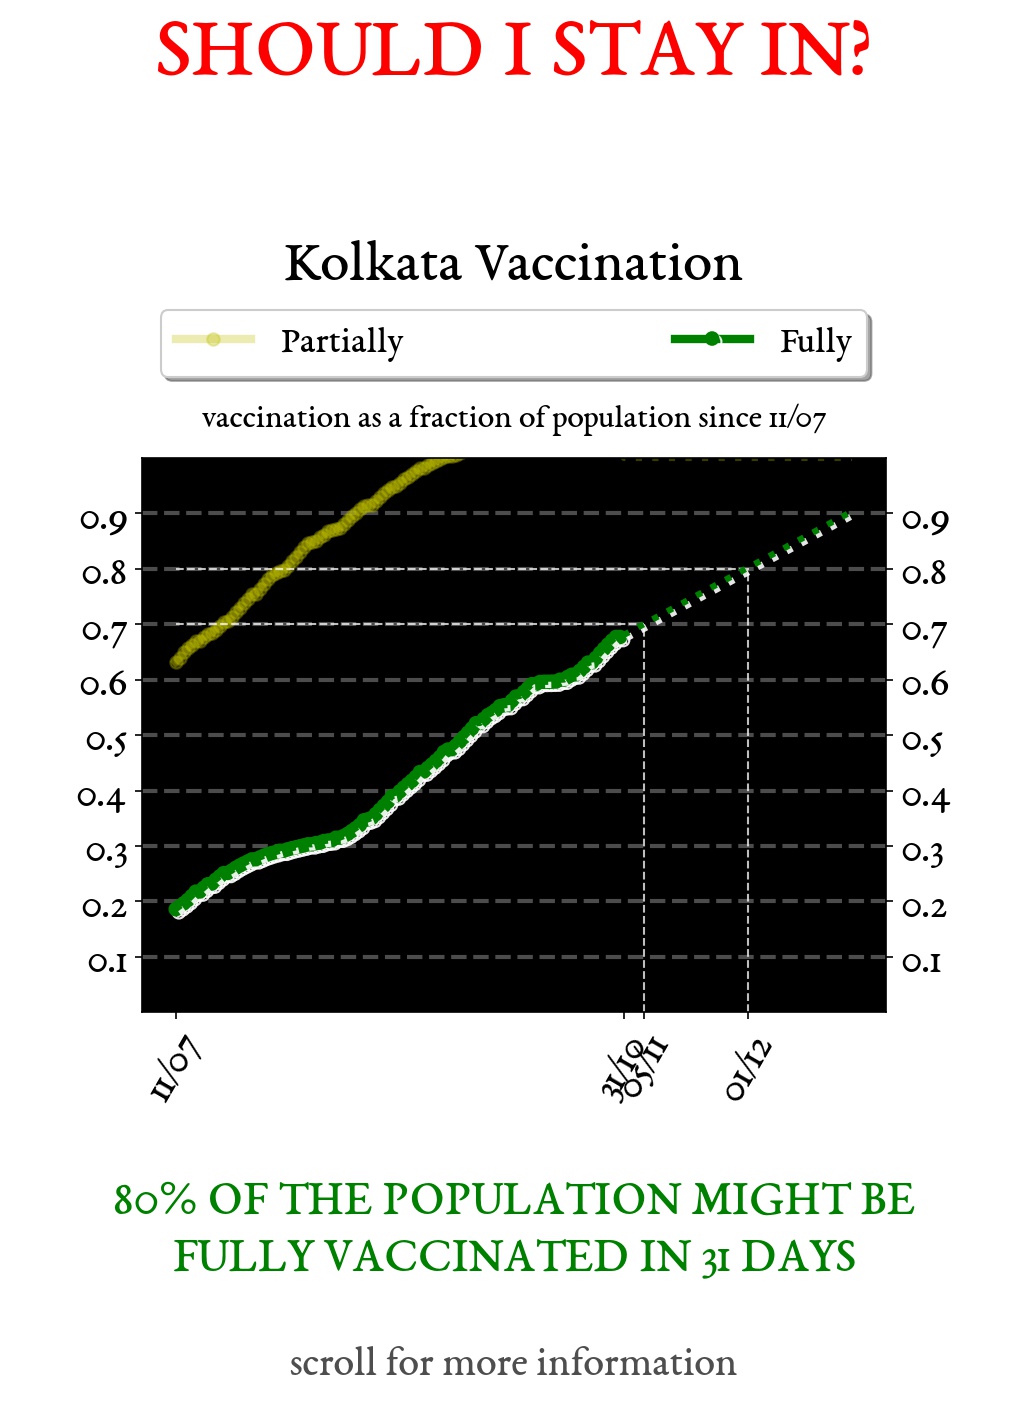 SHOULD I STAY IN?
Kolkata Vaccination
Partially Fully
vaccination as a fraction of population since 11/07
0.9 0.9
0.8 0.8
0.7 0.7
0.6 0.6
0.5 0.5
0.4 0.4
0.3 0.3
0.2 0.2
0.1 0.1
11/07 31/10 05/11 01/12
80% OF THE POPULATION MIGHT BE
FULLY VACCINATED IN 31 DAYS
scroll for more information